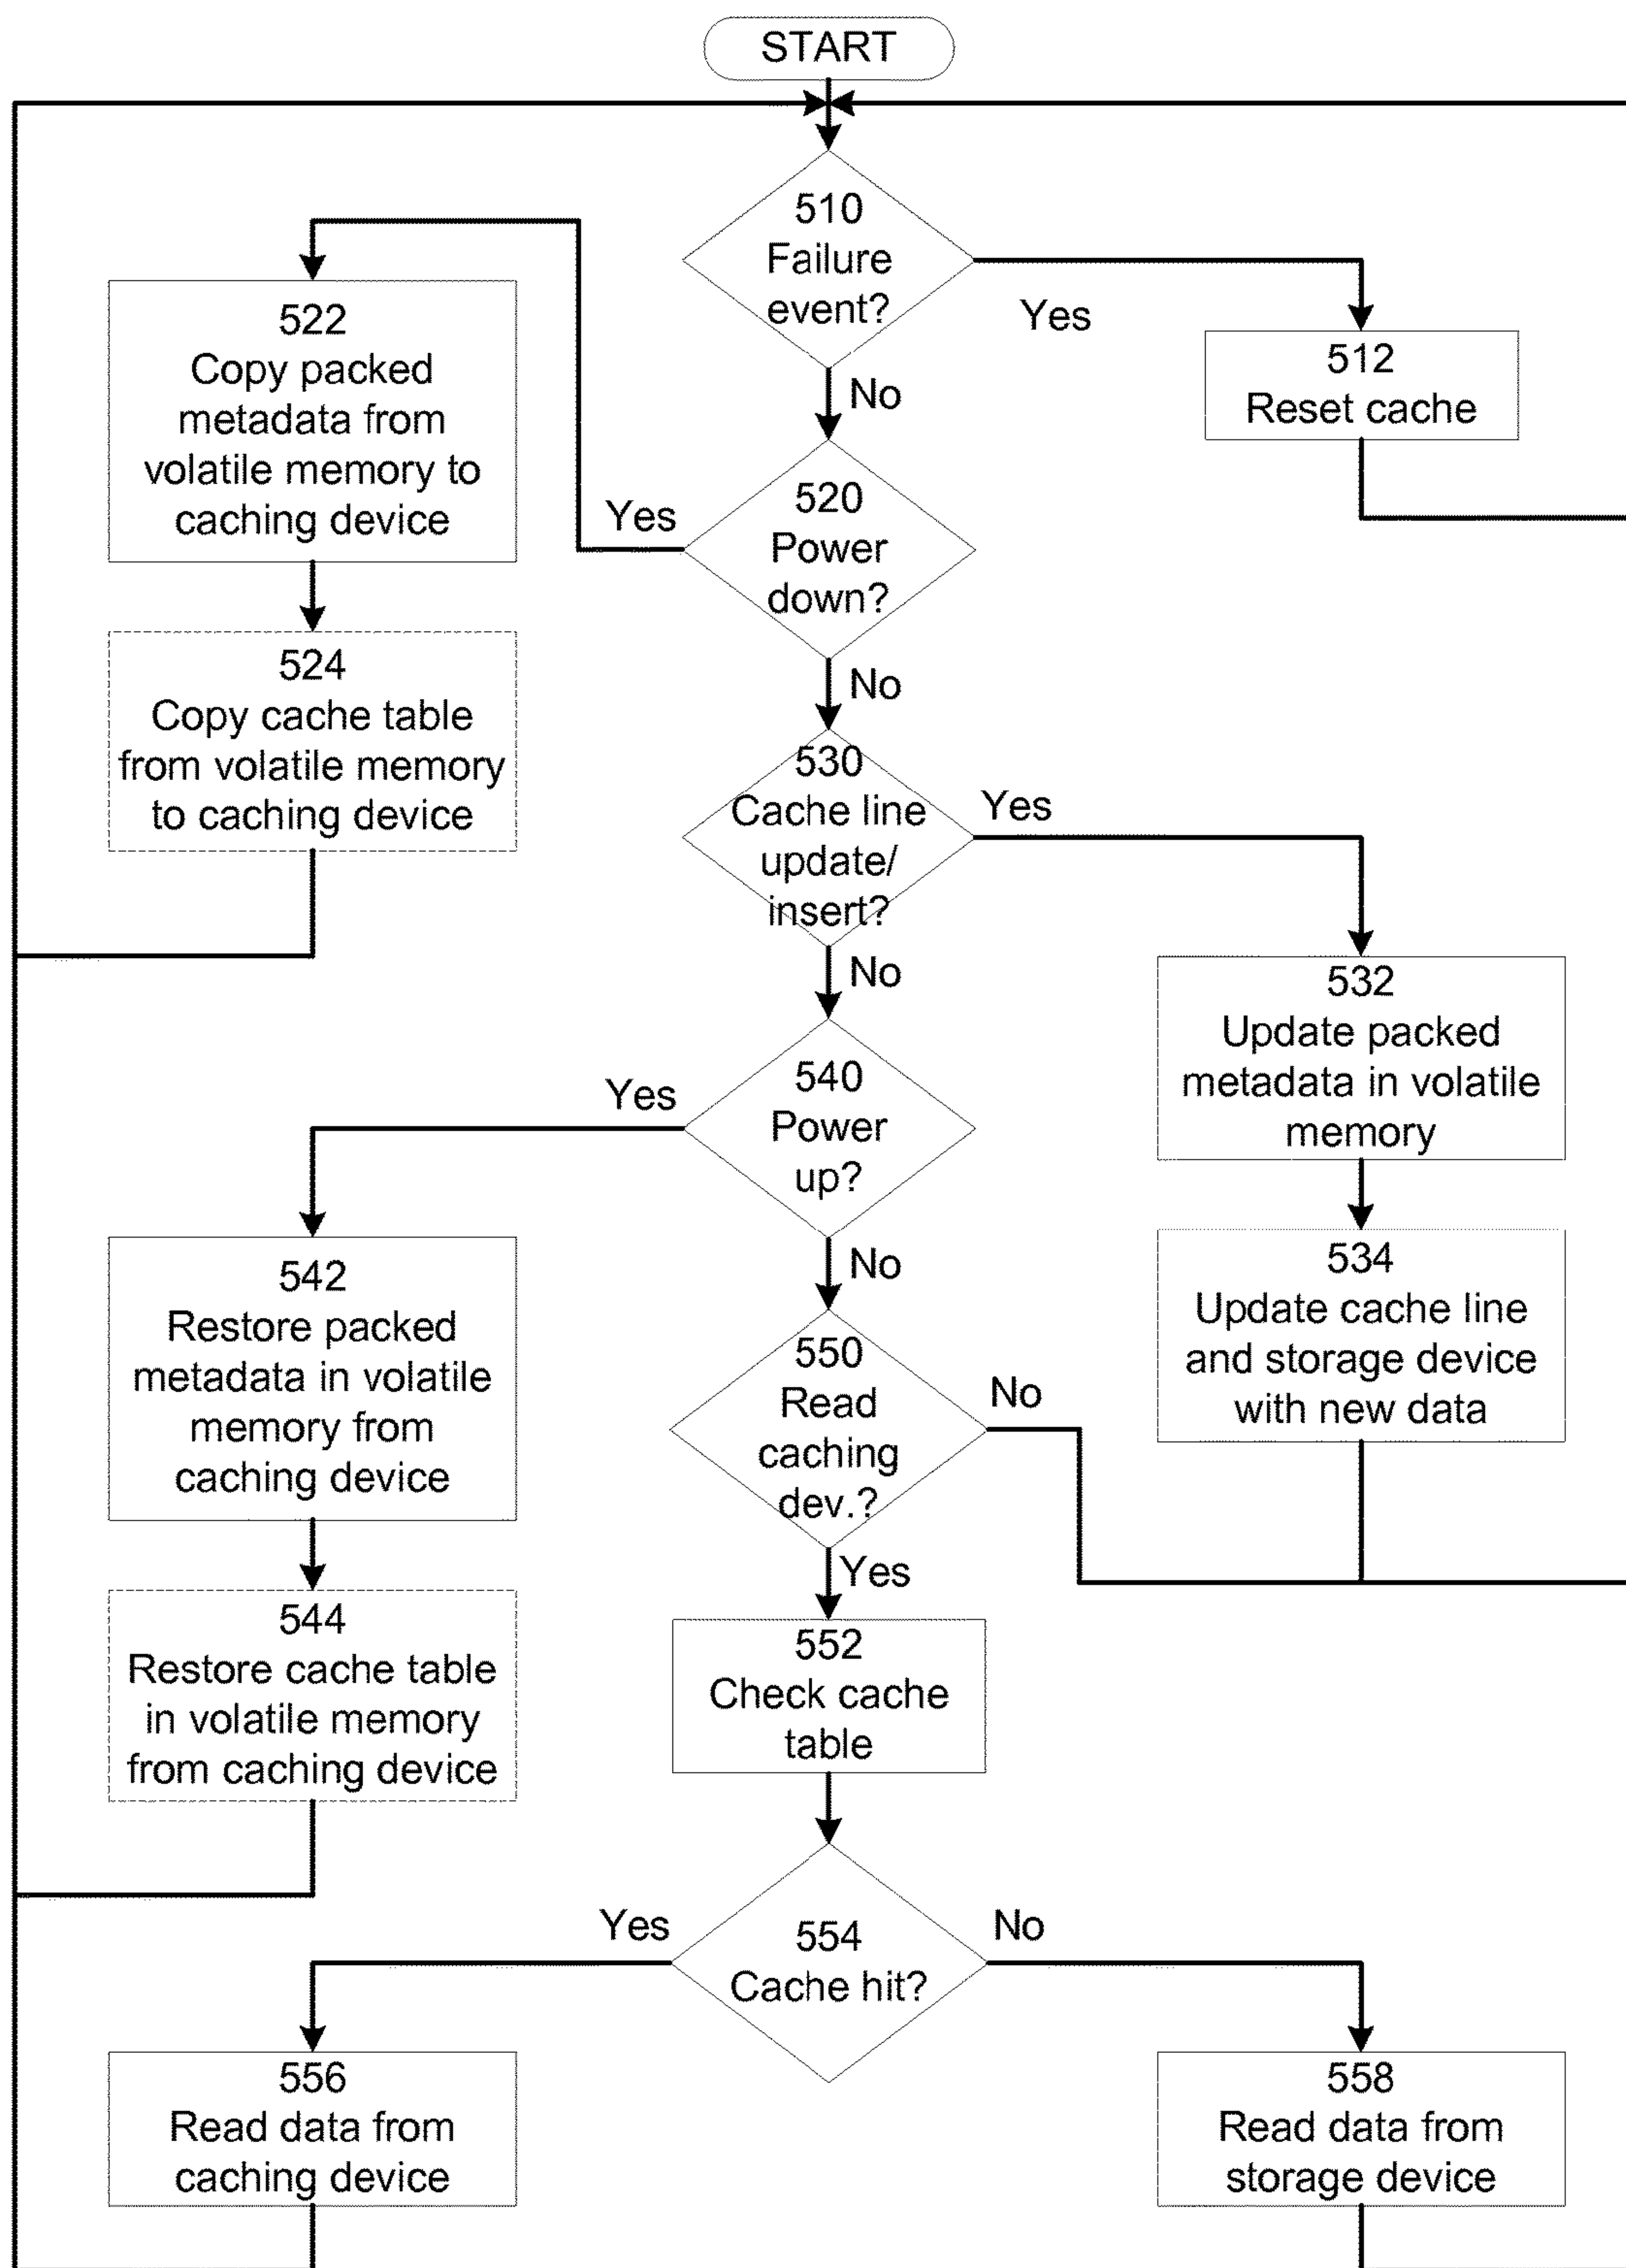 START
510
Failure
event?
Yes
No
512
Reset cache
522
Copy packed
metadata from
volatile memory to
caching device
520
Power
down?
Yes
No
524
Copy cache table
from volatile memory
to caching device
530
Cache line
update/
insert?
Yes
No
532
Update packed
metadata in volatile
memory
540
Power
up?
Yes
No
534
Update cache line
and storage device
with new data
542
Restore packed
metadata in volatile
memory from
caching device
550
Read
caching
dev.?
No
Yes
544
Restore cache table
in volatile memory
from caching device
552
Check cache
table
554
Cache hit?
Yes
No
556
Read data from
caching device
558
Read data from
storage device